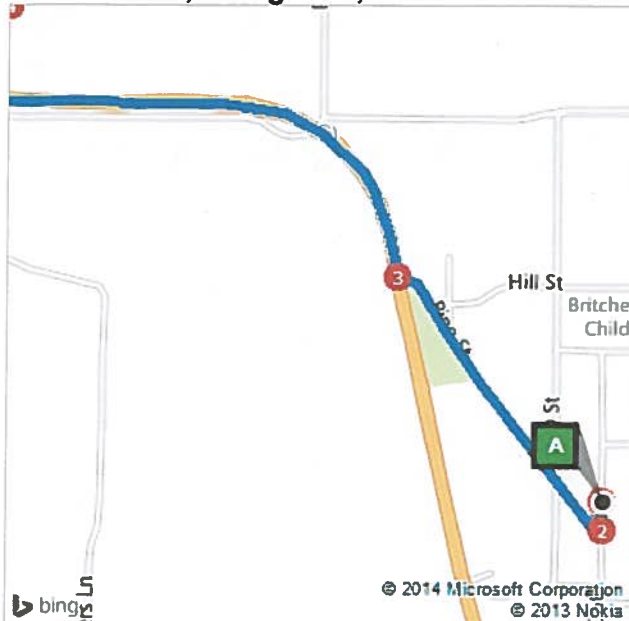 3
Hill St
Britche
Child
St
A
2
© 2014 Microsoft Corporation
© 2013 Nokia
bing